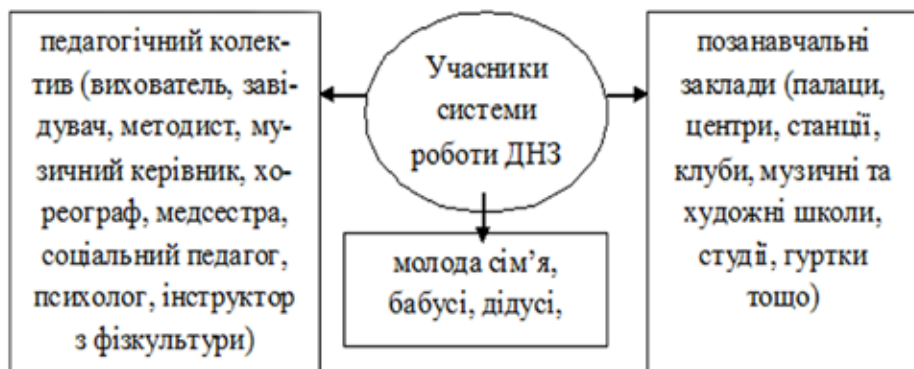 педагогічний колек-
тив (вихователь, заві-
дувач, методист, му-
зичний керівник, хо-
реограф, медсестра,
соціальний педагог,
психолог, інструктор
з фізкультури)
Учасники
системи
роботи ДНЗ
молода сім’я,
бабусі, дідусі,
позанавчальні
заклади (палаци,
центри, станції,
клуби, музичні та
художні школи,
студії, гуртки
тощо)